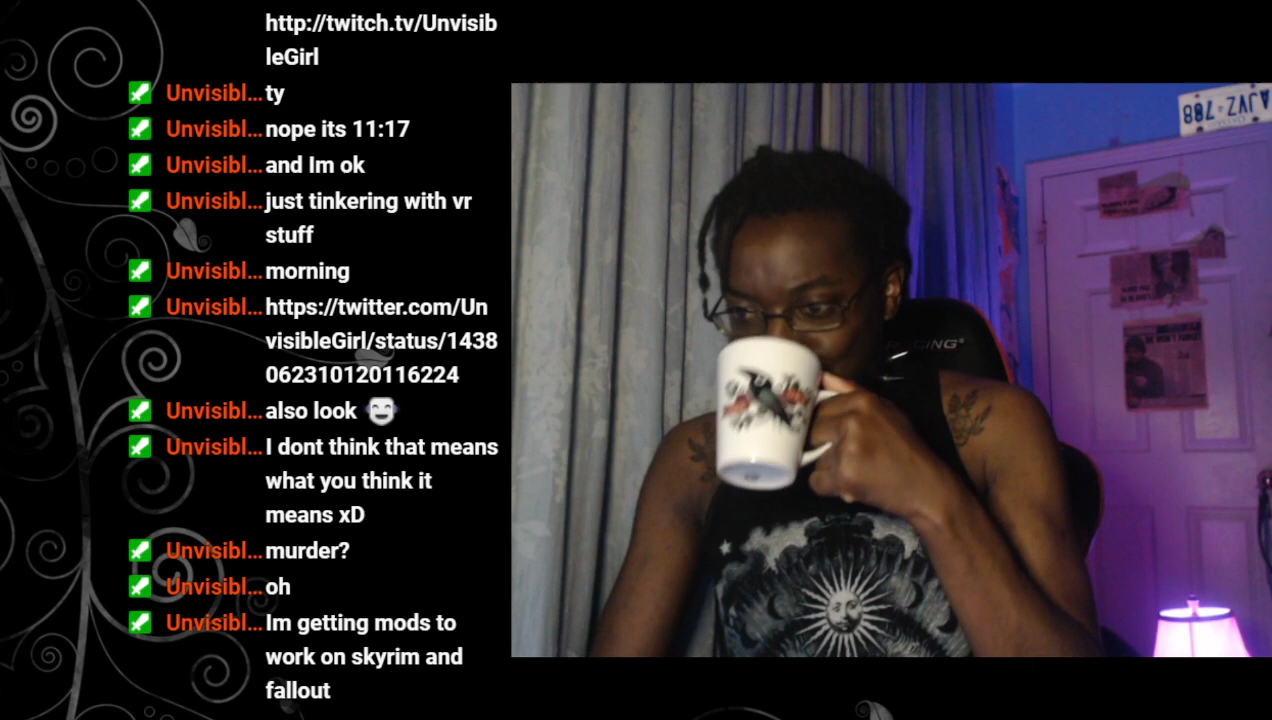 http://twitch.tv/Unvisib
leGirl
Unvisibl... ty
Unvisibl... nope its 11:17
Unvisibl... and Im ok
Unvisibl... just tinkering with vr
stuff
Unvisibl... morning
Unvisibl... https://twitter.com/Un
visibleGirl/status/1438
062310120116224
Unvisibl... also look
Unvisibl... I dont think that means
what you think it
means xD
Unvisibl... murder?
Unvisibl... oh
Unvisibl... Im getting mods to
work on skyrim and
fallout
AJVZ 788